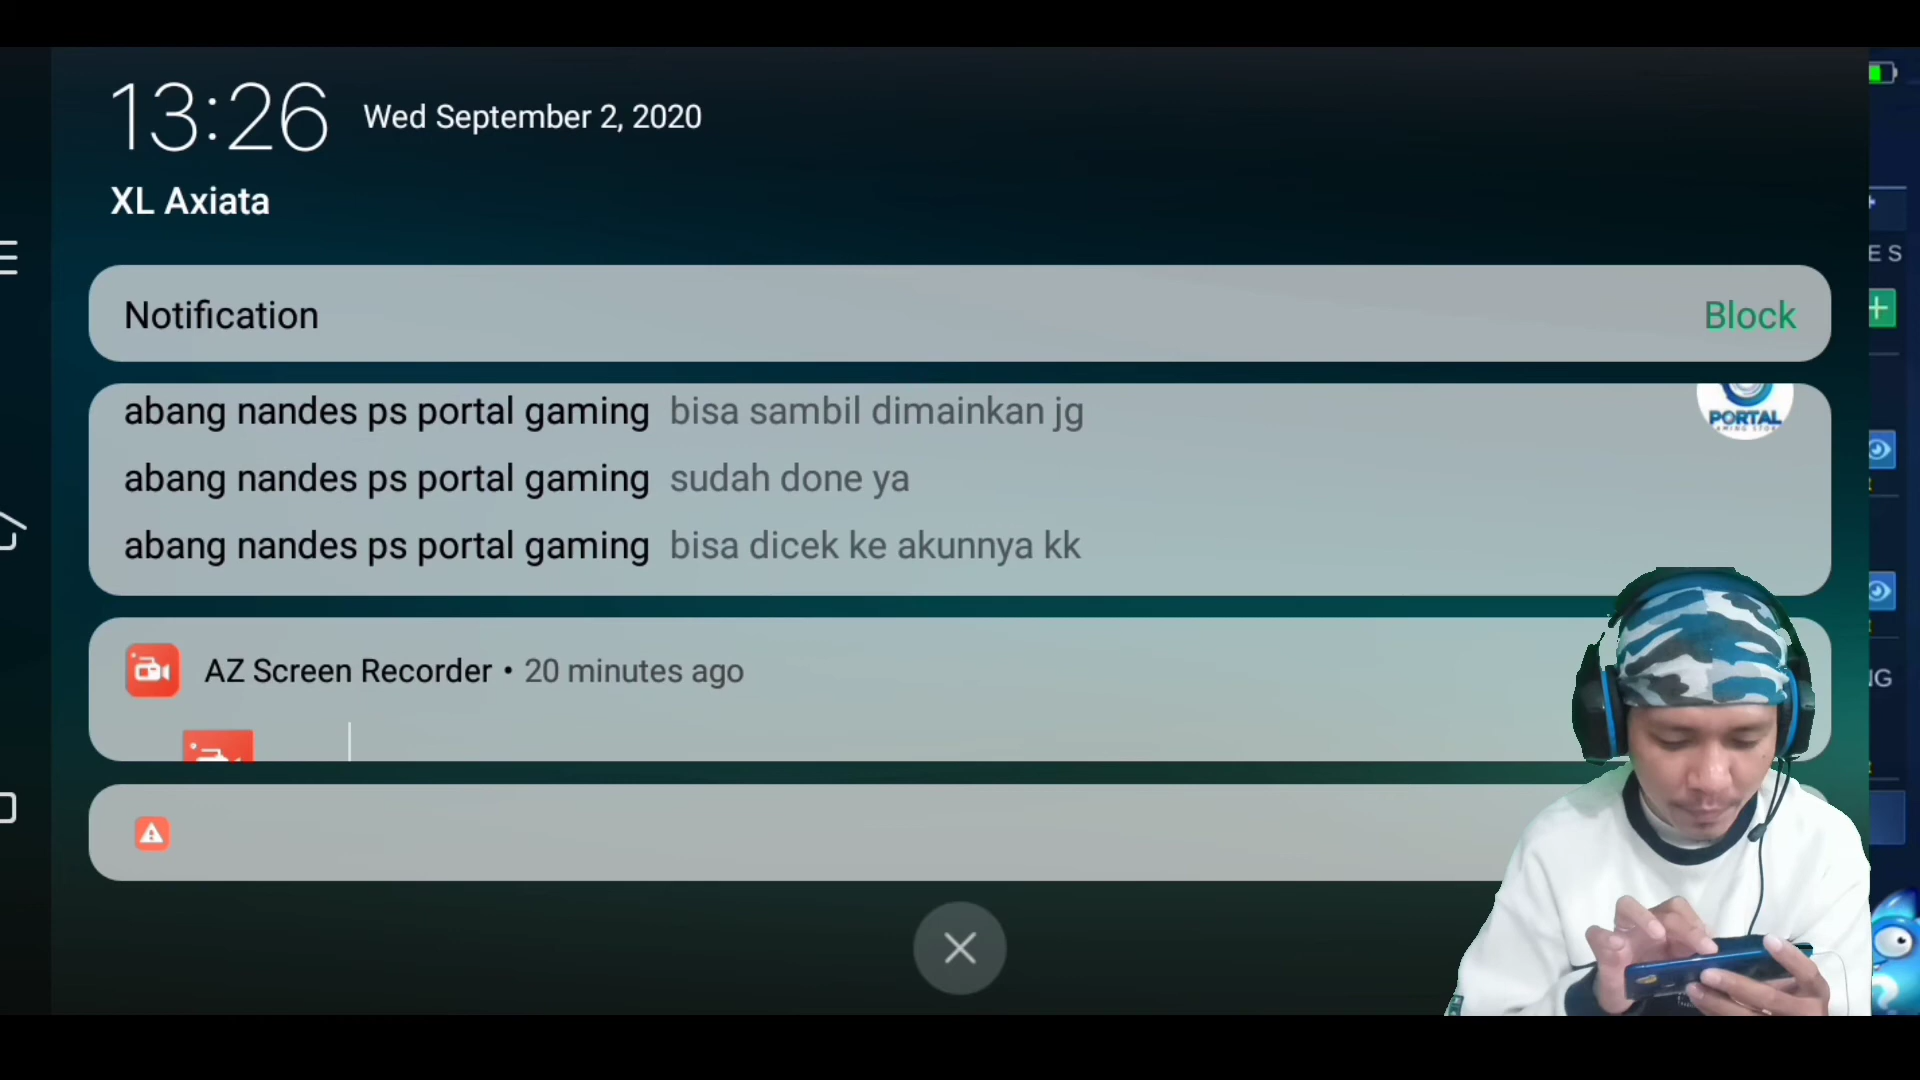 13:26 Wed September 2, 2020
XL Axiata
Notification Block
abang nandes ps portal gaming bisa sambil dimainkan jg
PORTAL
abang nandes ps portal gaming sudah done ya
abang nandes ps portal gaming bisa dicek ke akunnya kk
AZ Screen Recorder • 20 minutes ago
E S